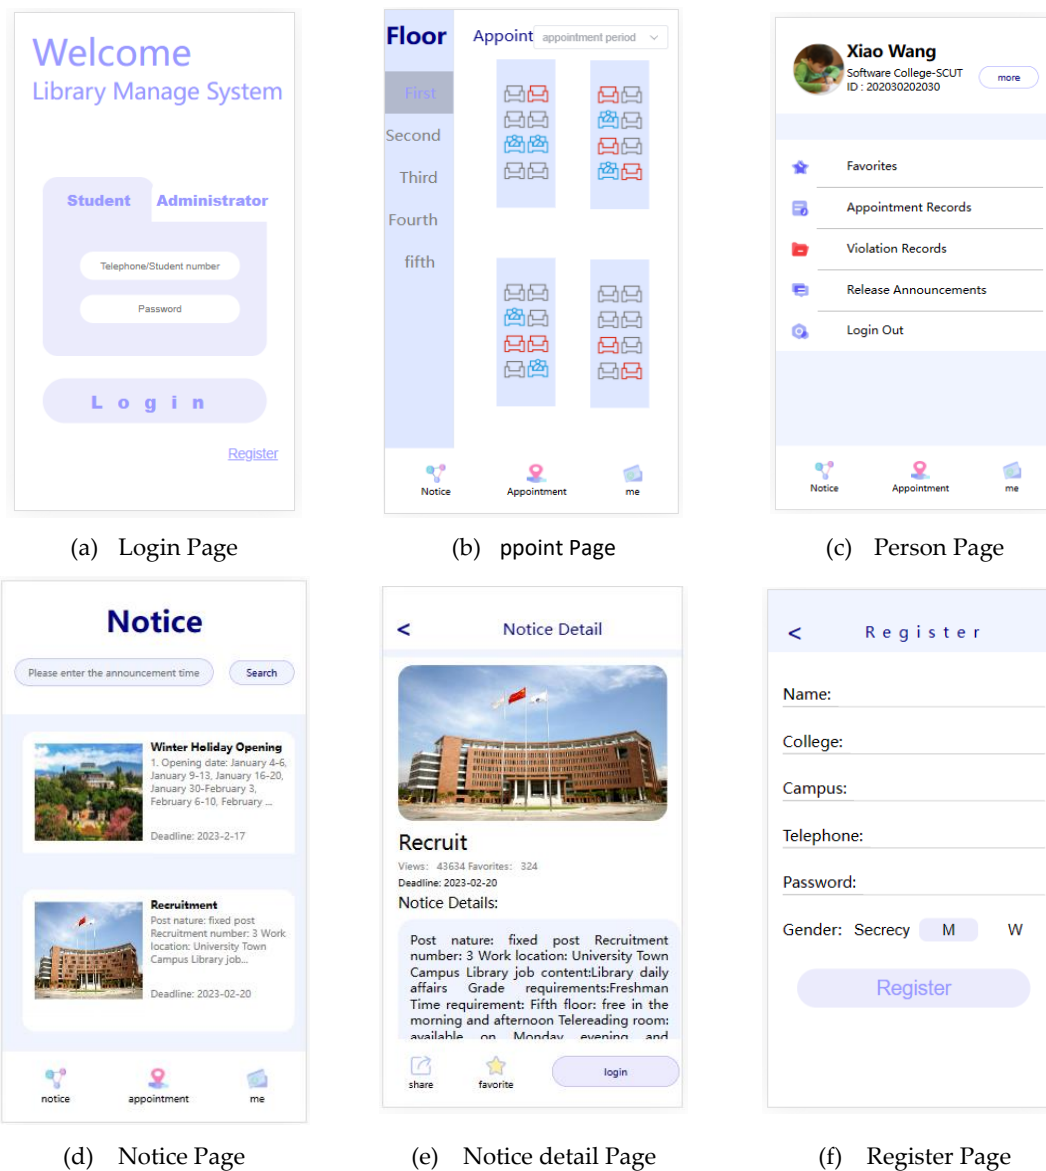 Welcome
Library Manage System
Student Administrator
Telephone/Student number
Password
Login
Register
(a) Login Page
Floor
Appoint appointment period
First
Second
Third
Fourth
fifth
Notice Appointment me
(b) ppoint Page
Xiao Wang
Software College-SCUT
ID : 202030202030
more
Favorites
Appointment Records
Violation Records
Release Announcements
Login Out
Notice Appointment me
(c) Person Page
Notice
Please enter the announcement time Search
Winter Holiday Opening
1. Opening date: January 4-6,
January 9-13, January 16-20,
January 30-February 3,
February 6-10, February ...
Deadline: 2023-2-17
Recruitment
Post nature: fixed post
Recruitment number: 3 Work
location: University Town
Campus Library job...
Deadline: 2023-02-20
notice appointment me
(d) Notice Page
< Notice Detail
Recruit
Views: 43634 Favorites: 324
Deadline: 2023-02-20
Notice Details:
Post nature: fixed post Recruitment
number: 3 Work location: University Town
Campus Library job content:Library daily
affairs Grade requirements:Freshman
Time requirement: Fifth floor: free in the
morning and afternoon Telereading room:
available on Monday evening and
share favorite login
(e) Notice detail Page
< Register
Name:
College:
Campus:
Telephone:
Password:
Gender: Secrecy M W
Register
(f) Register Page